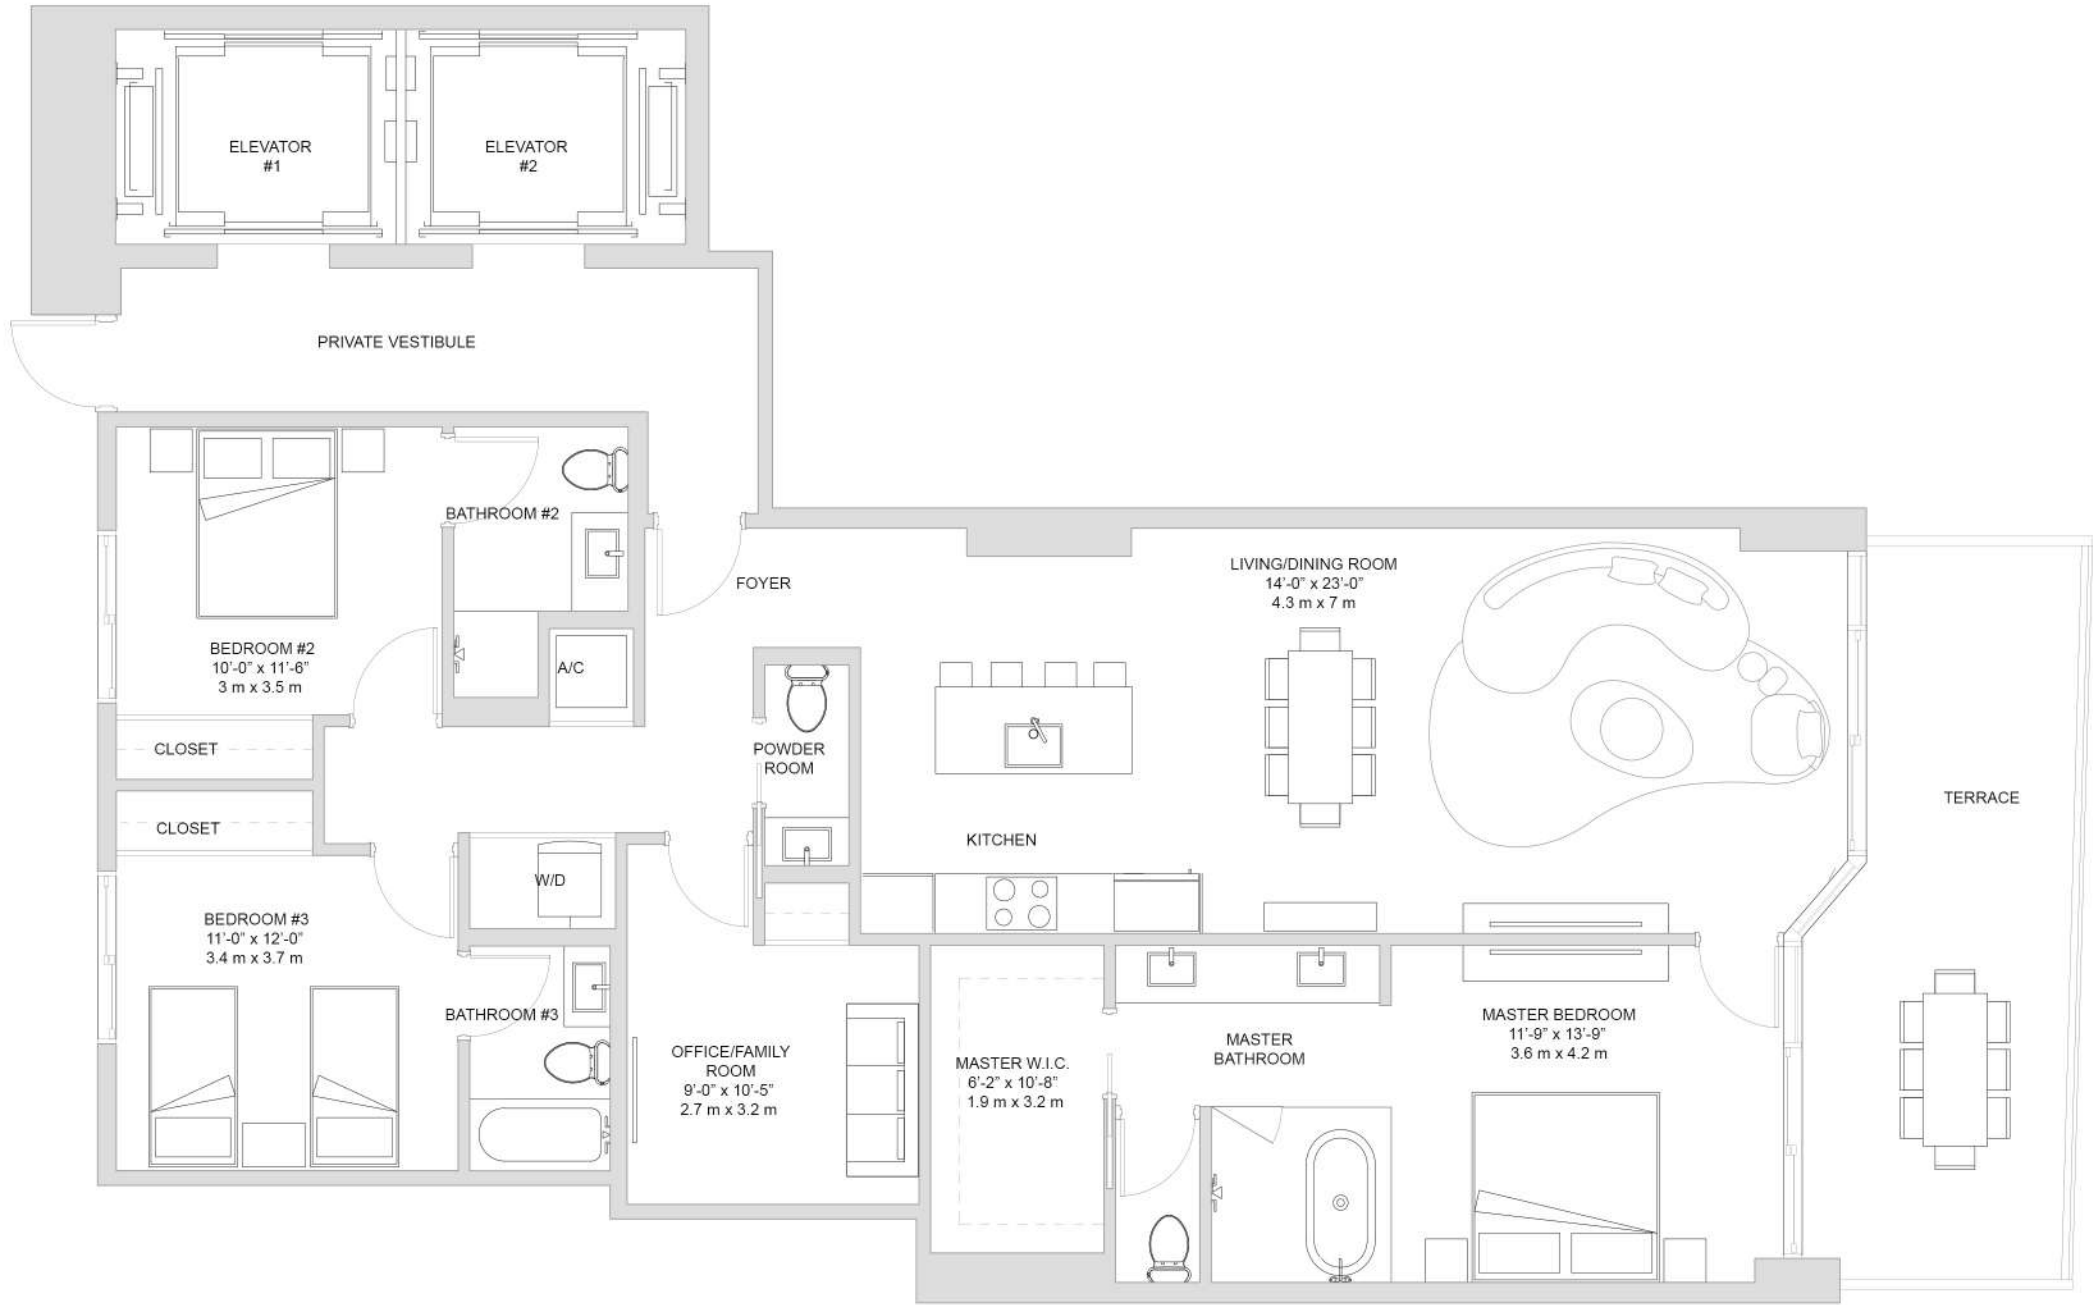 ELEVATOR
#1
ELEVATOR
#2
PRIVATE VESTIBULE
BATHROOM #2
FOYER
LIVING/DINING ROOM
14'-0” x 23'-0”
4.3 m x 7 m
BEDROOM #2
10'-0” x 11'-6”
3 m x 3.5 m
A/C
CLOSET
POWDER
ROOM
TERRACE
CLOSET
KITCHEN
W/D
BEDROOM #3
11'-0” x 12'-0”
3.4 m x 3.7 m
BATHROOM #3
OFFICE/FAMILY
ROOM
9'-0” x 10'-5”
2.7 m x 3.2 m
MASTER W.I.C.
6'-2” x 10'-8”
1.9 m x 3.2 m
MASTER
BATHROOM
MASTER BEDROOM
11'-9” x 13'-9”
3.6 m x 4.2 m